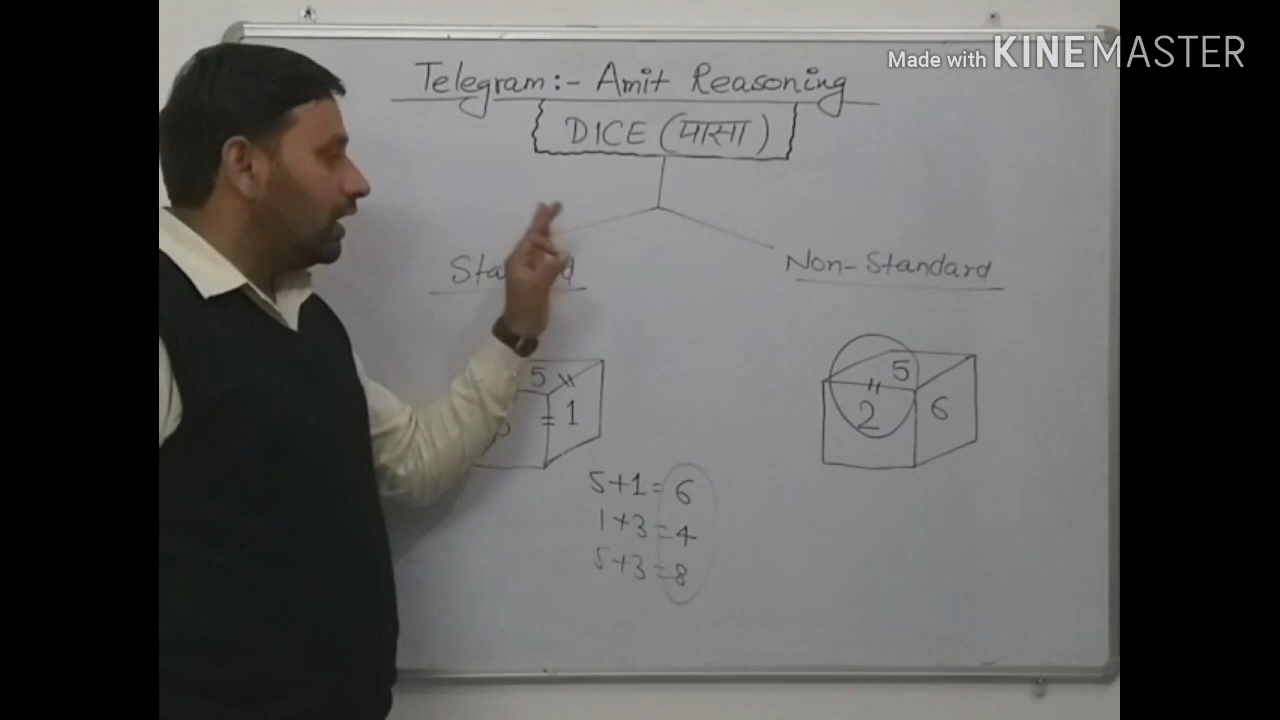 Made with KINEMASTER
Telegram:- Amit Reasoning
DICE (पासा)
Non-Standard
5
1
5
2
6
5+1=6
1+3=4
5+3=8